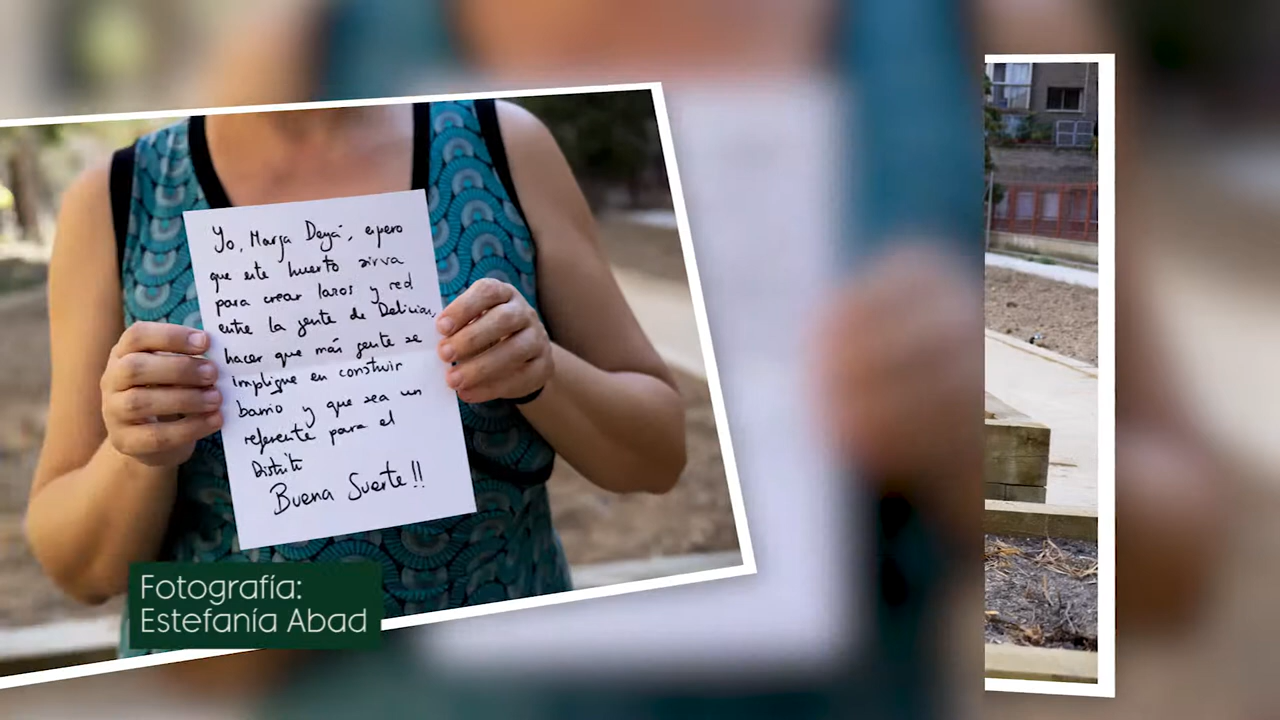 Yo, Marga Deyá, espero
que este huerto sirva
para crear lazos y red
entre la gente de Delicias,
hacer que más gente se
implique en construir
barrio y que sea un
referente para el
Distrito
Buena Suerte!!
Fotografía:
Estefanía Abad